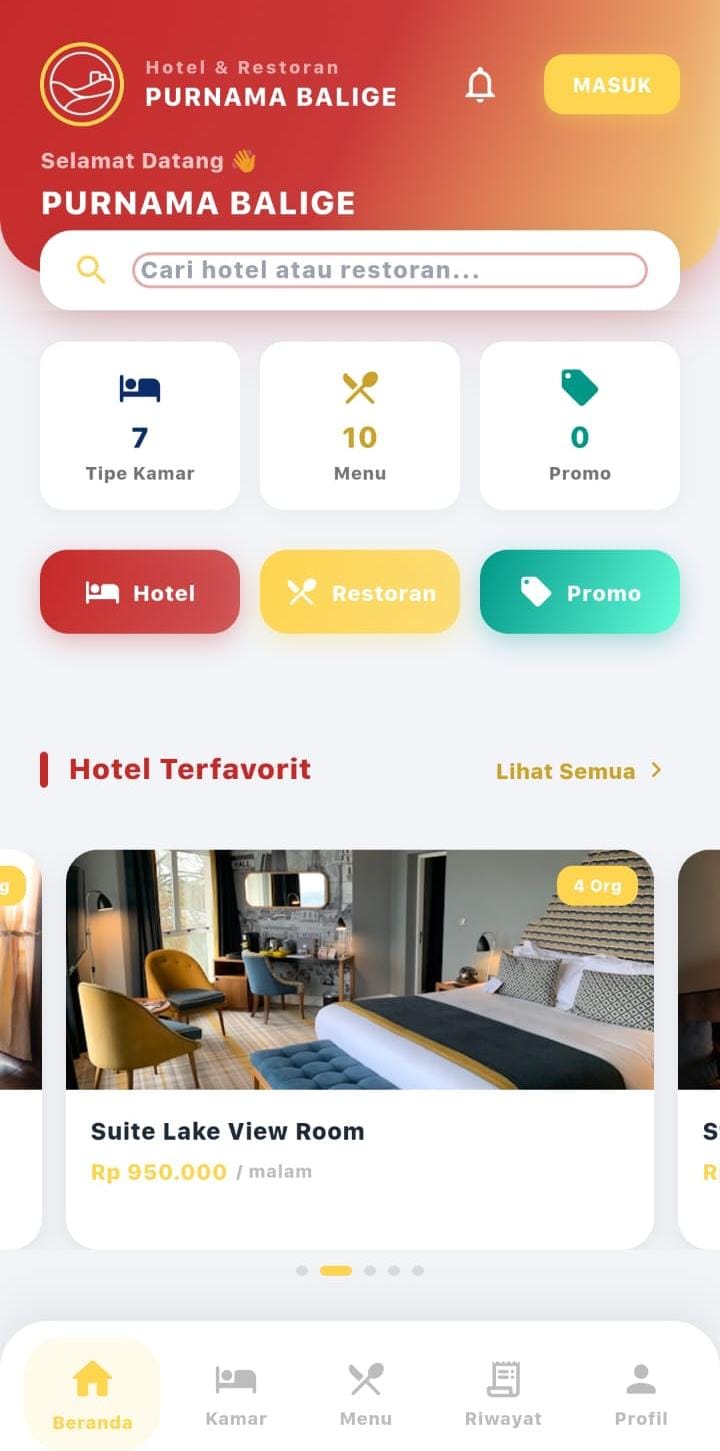 Hotel & Restoran
PURNAMA BALIGE
MASUK
Selamat Datang 👋
PURNAMA BALIGE
Cari hotel atau restoran...
7
Tipe Kamar
10
Menu
0
Promo
Hotel
Restoran
Promo
Hotel Terfavorit
Lihat Semua
g
4 Org
Suite Lake View Room
Rp 950.000 / malam
S
R
Beranda
Kamar
Menu
Riwayat
Profil